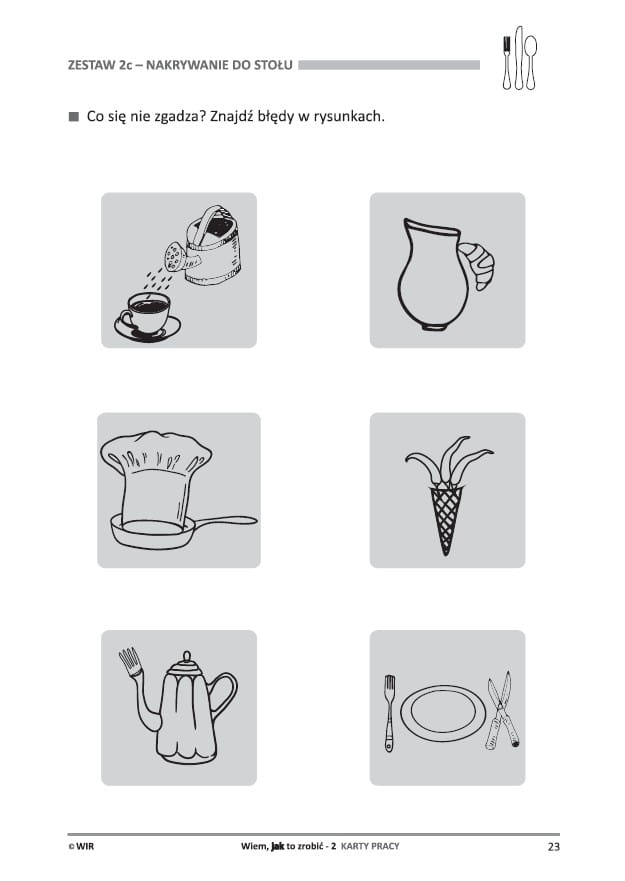 ZESTAW 2c – NAKRYWANIE DO STOŁU
■ Co się nie zgadza? Znajdź błędy w rysunkach.
© WIR
Wiem, jak to zrobić - 2 KARTY PRACY
23